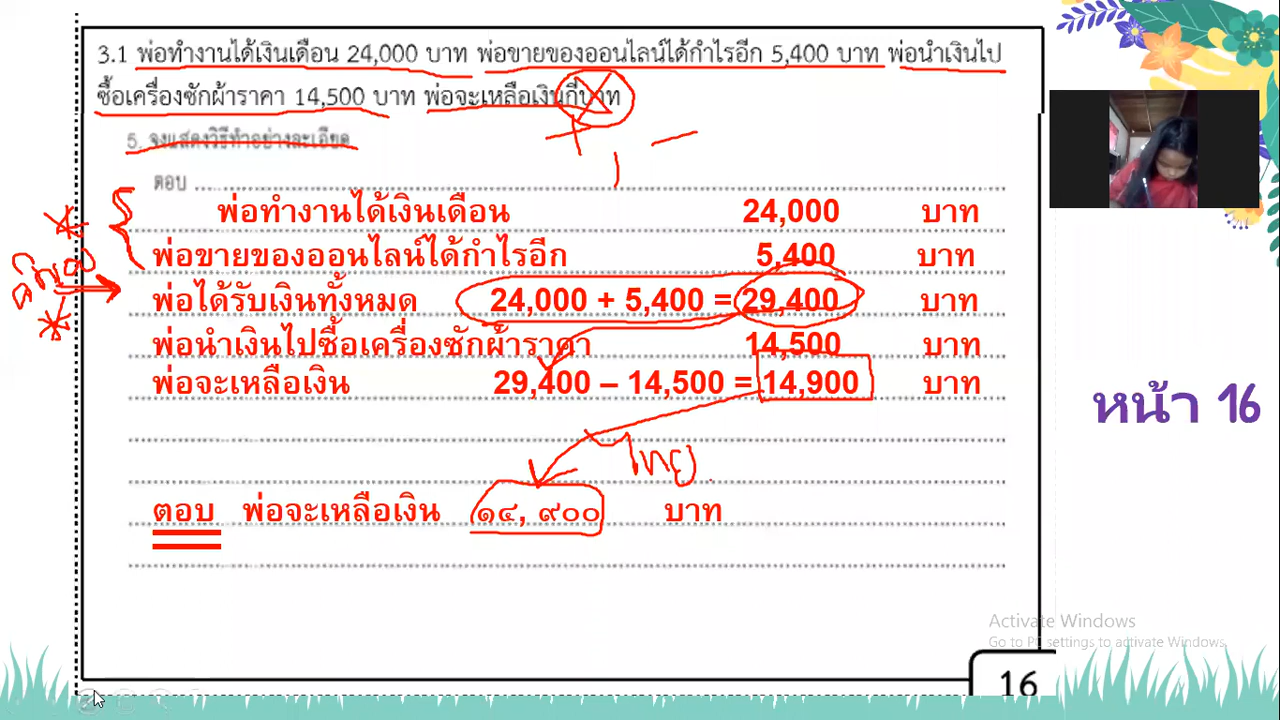 3.1 พ่อทำงานได้เงินเดือน 24,000 บาท พ่อขายของออนไลน์ได้กำไรอีก 5,400 บาท พ่อนำเงินไป
ซื้อเครื่องซักผ้าราคา 14,500 บาท พ่อจะเหลือเงินกี่บาท
5. จงแสดงวิธีทำอย่างละเอียด
ตอบ
พ่อทำงานได้เงินเดือน 24,000 บาท
พ่อขายของออนไลน์ได้กำไรอีก 5,400 บาท
พ่อได้รับเงินทั้งหมด 24,000 + 5,400 = 29,400 บาท
พ่อนำเงินไปซื้อเครื่องซักผ้าราคา 14,500 บาท
พ่อจะเหลือเงิน 29,400 – 14,500 = 14,900 บาท
ไทย
ตอบ พ่อจะเหลือเงิน ๑๔, ๙๐๐ บาท
หน้า 16
Activate Windows
Go to PC settings to activate Windows.
16